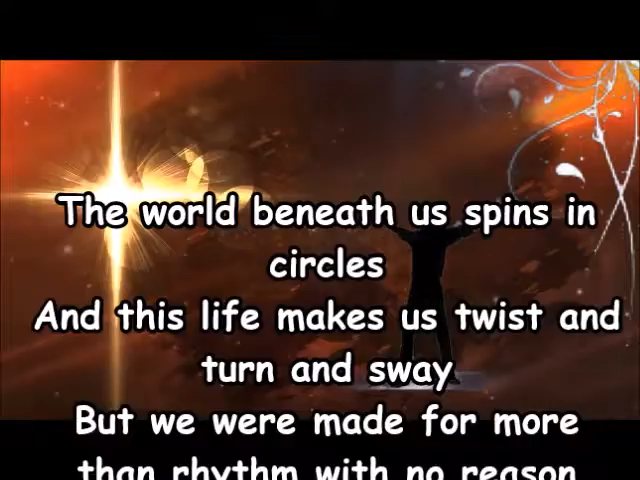 The world beneath us spins in
circles
And this life makes us twist and
turn and sway
But we were made for more
than rhythm with no reason